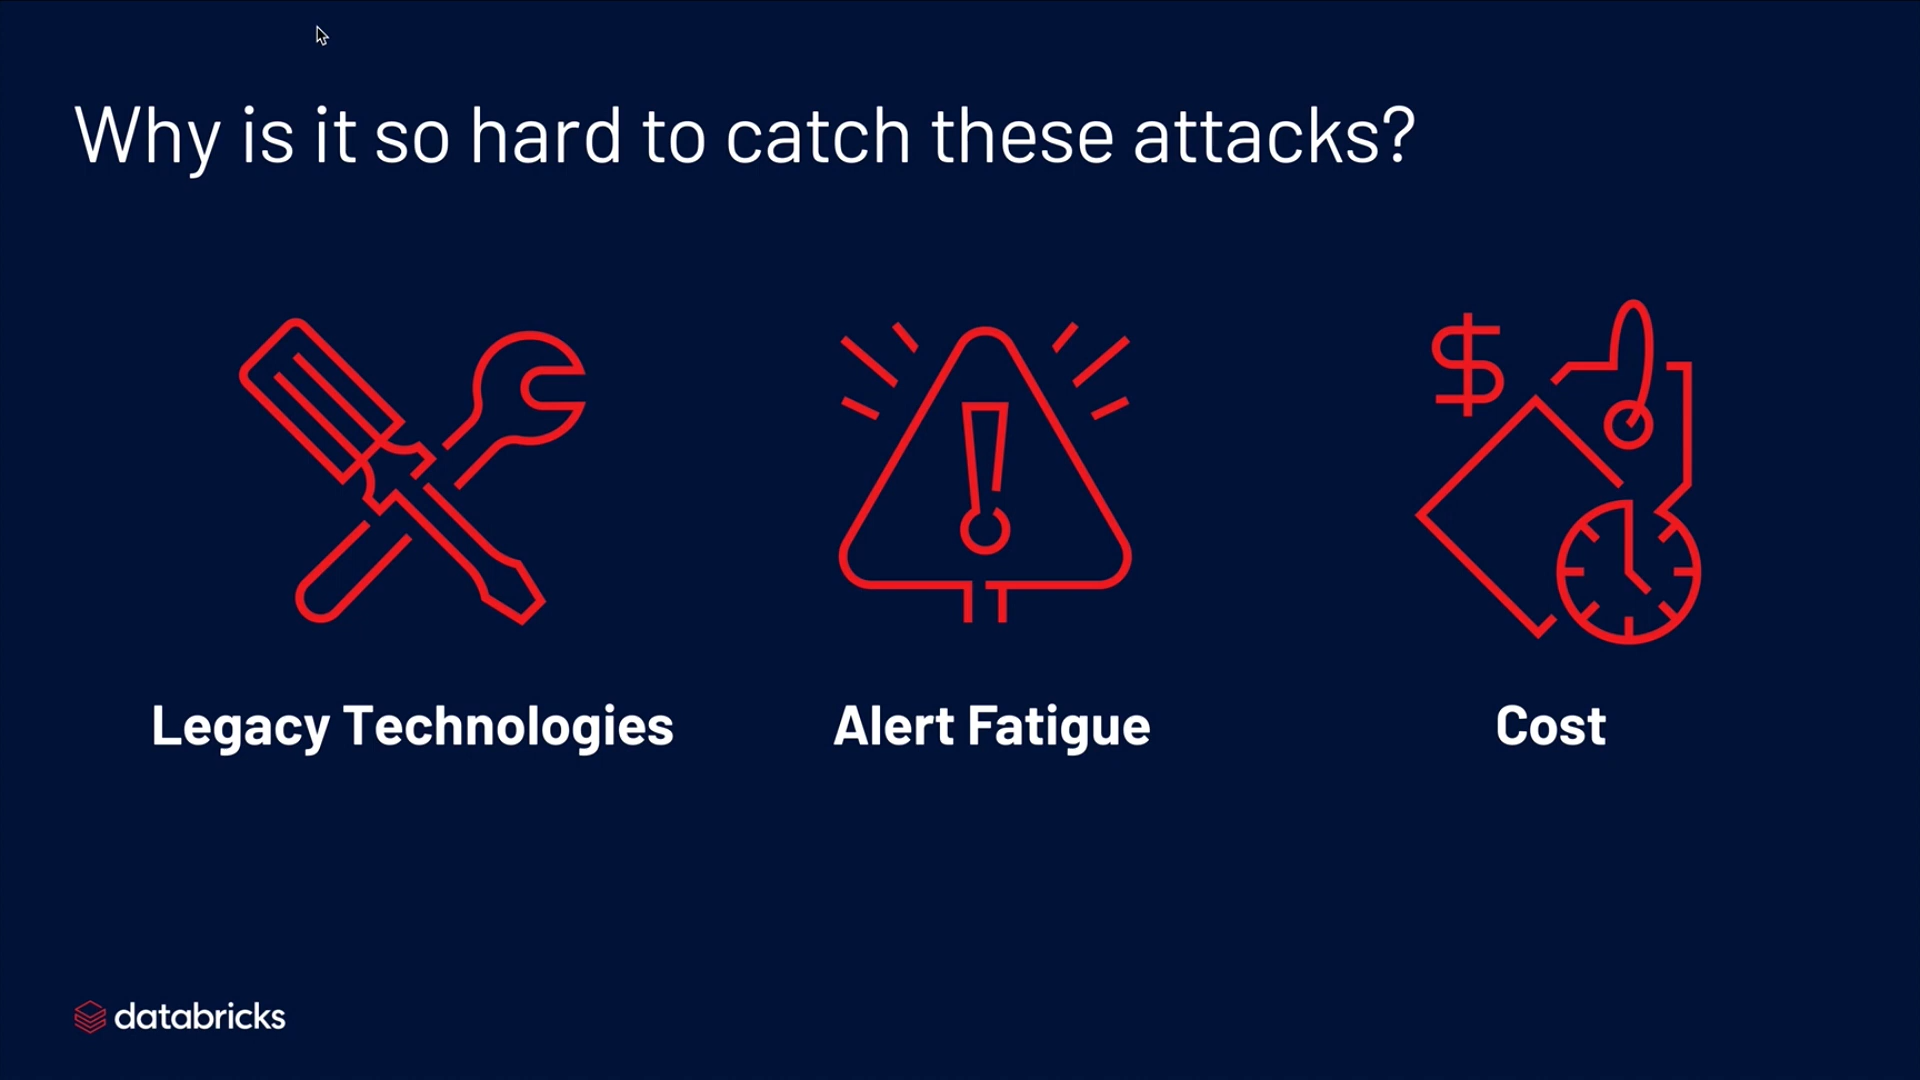 Why is it so hard to catch these attacks?
$
Legacy Technologies
Alert Fatigue
Cost
databricks